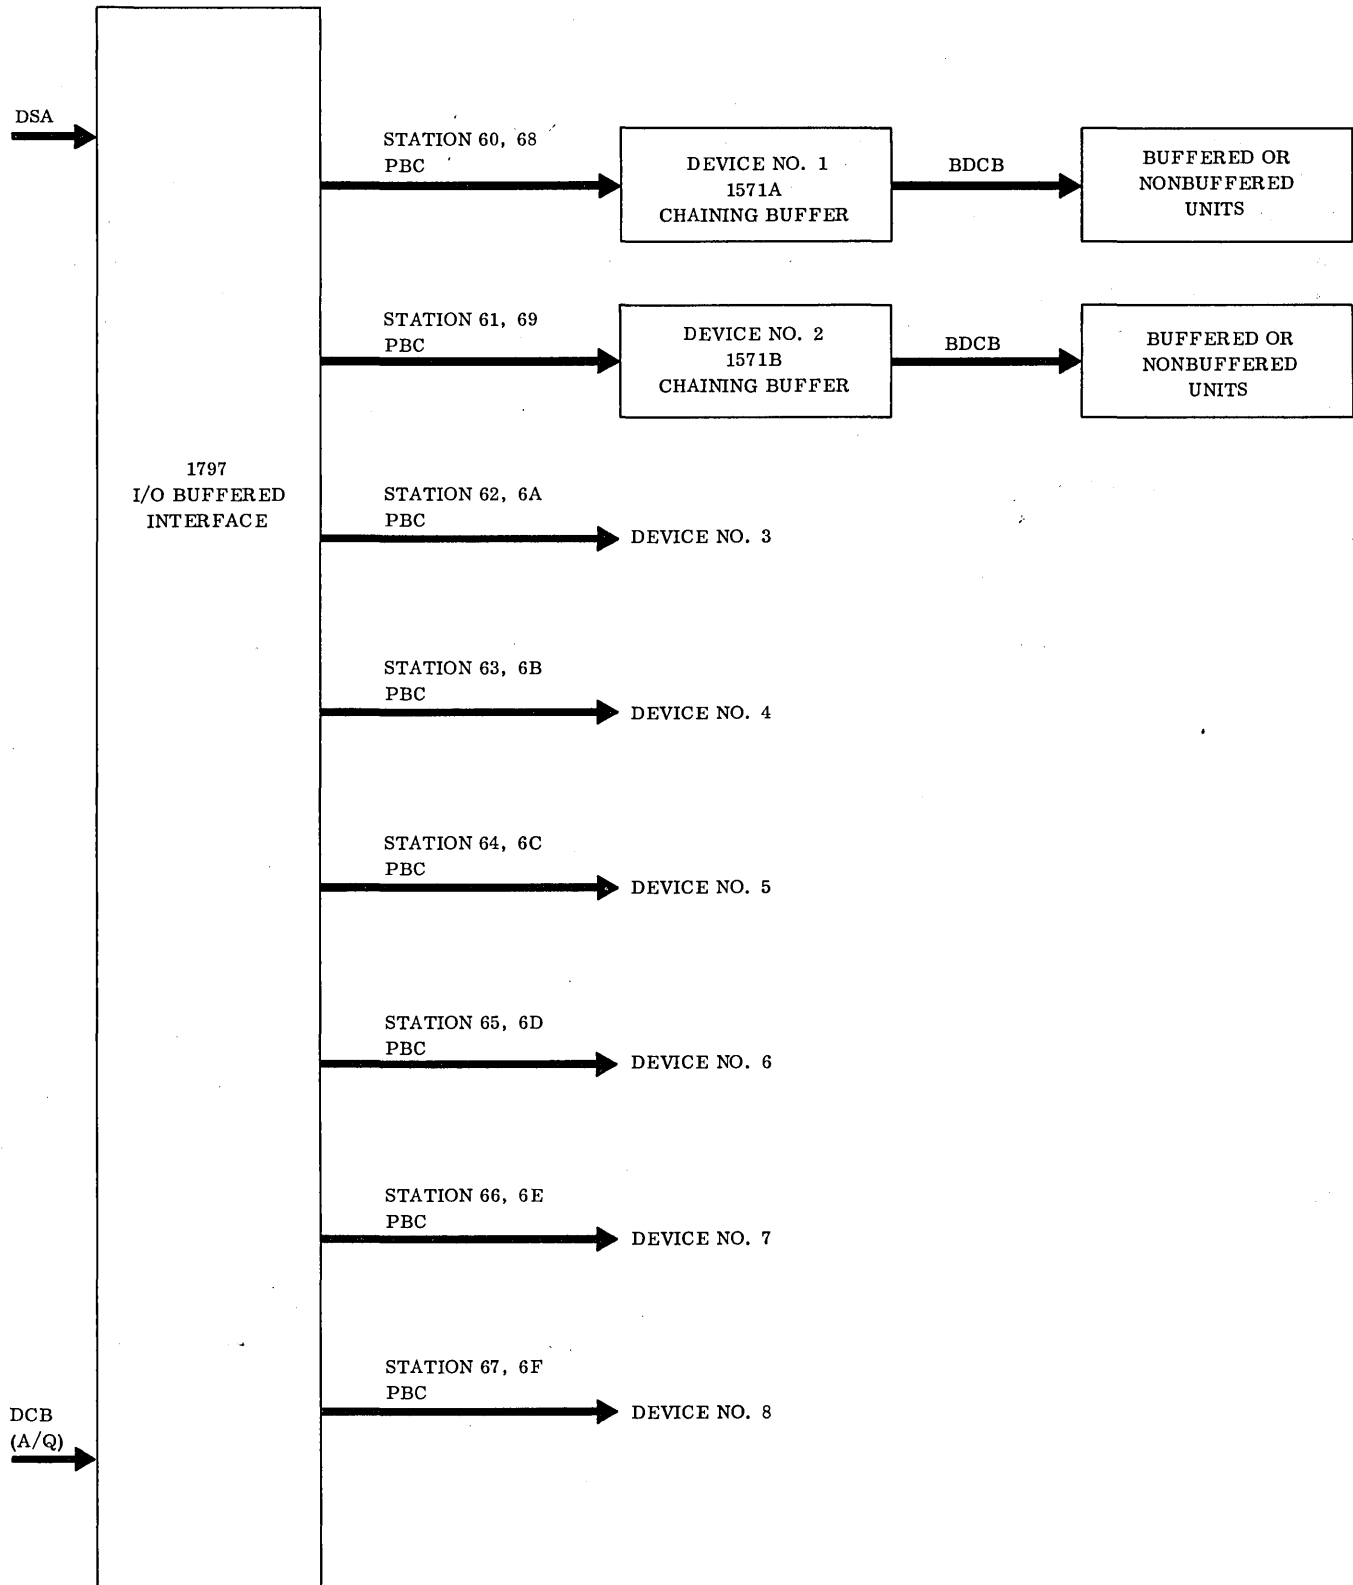 DSA
STATION 60, 68
PBC
DEVICE NO. 1
1571A
CHAINING BUFFER
BDCB
BUFFERED OR
NONBUFFERED
UNITS
STATION 61, 69
PBC
DEVICE NO. 2
1571B
CHAINING BUFFER
BDCB
BUFFERED OR
NONBUFFERED
UNITS
1797
I/O BUFFERED
INTERFACE
STATION 62, 6A
PBC
DEVICE NO. 3
STATION 63, 6B
PBC
DEVICE NO. 4
STATION 64, 6C
PBC
DEVICE NO. 5
STATION 65, 6D
PBC
DEVICE NO. 6
STATION 66, 6E
PBC
DEVICE NO. 7
STATION 67, 6F
PBC
DEVICE NO. 8
DCB
(A/Q)